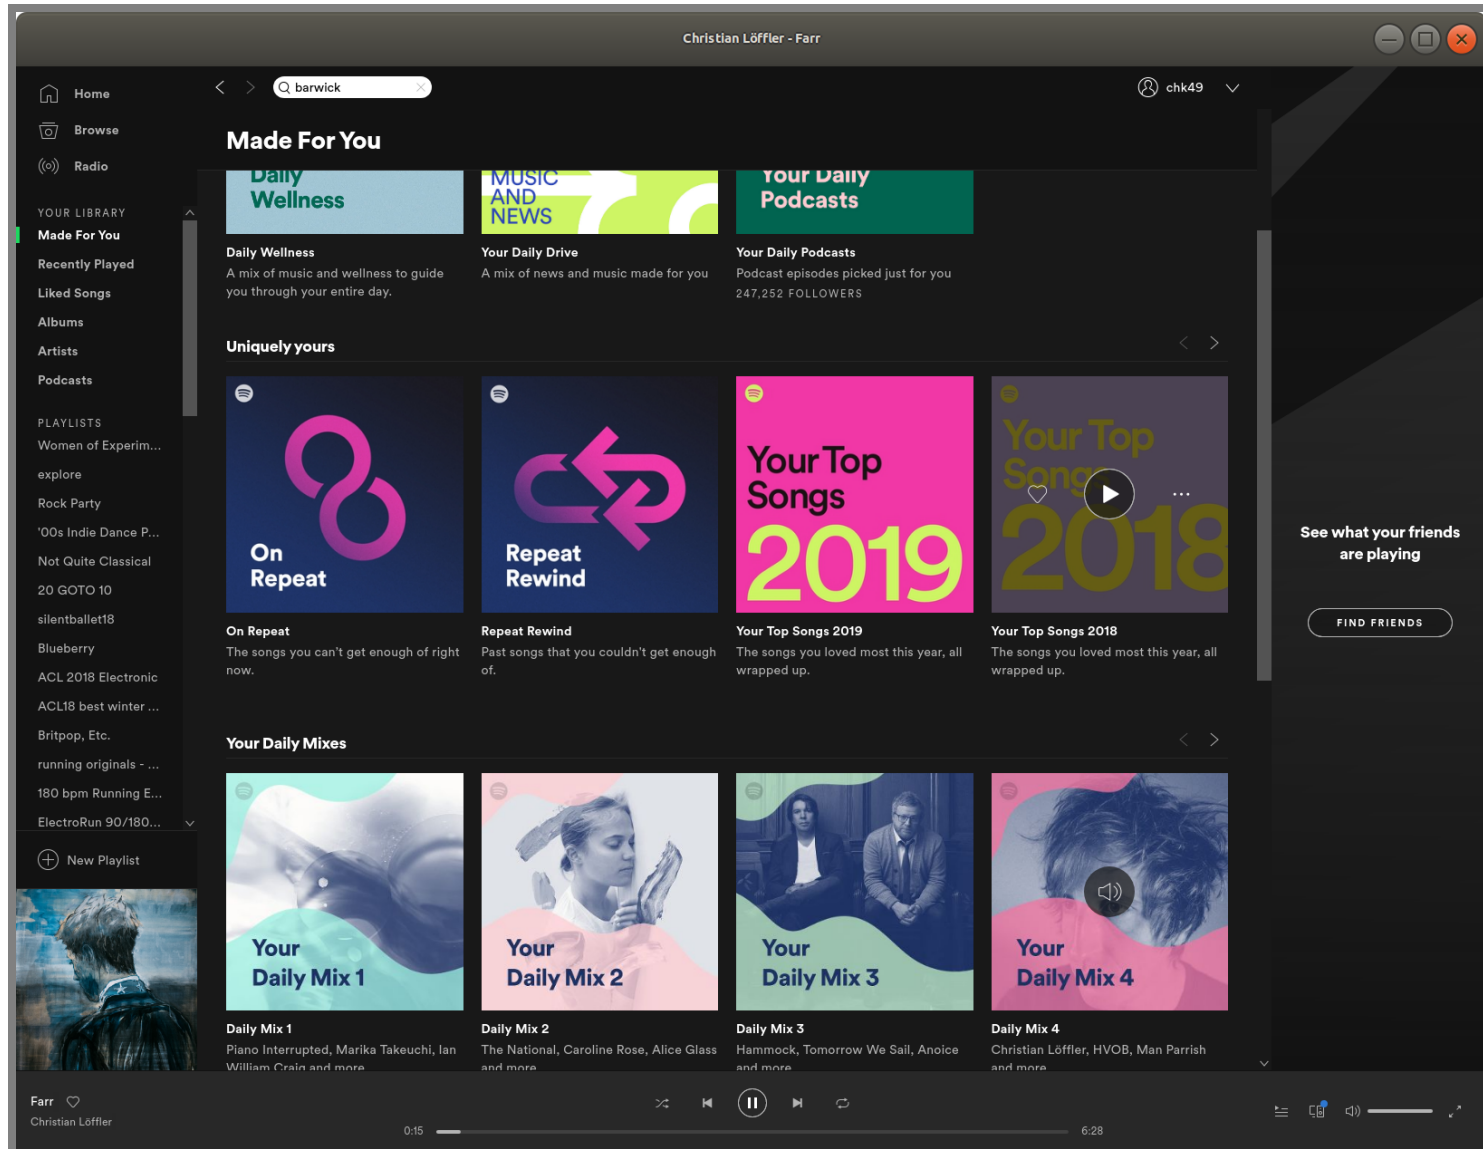 Christian Löffler - Farr
Home
Browse
Radio
YOUR LIBRARY
Made For You
Recently Played
Liked Songs
Albums
Artists
Podcasts
PLAYLISTS
Women of Experim...
explore
Rock Party
'00s Indie Dance P...
Not Quite Classical
20 GOTO 10
silentballet18
Blueberry
ACL 2018 Electronic
ACL18 best winter ...
Britpop, Etc.
running originals - ...
180 bpm Running E...
ElectroRun 90/180...
New Playlist
barwick
chk49
Made For You
Daily
Wellness
MUSIC
AND
NEWS
Your Daily
Podcasts
Daily Wellness
A mix of music and wellness to guide
you through your entire day.
Your Daily Drive
A mix of news and music made for you
Your Daily Podcasts
Podcast episodes picked just for you
247,252 FOLLOWERS
Uniquely yours
On
Repeat
Repeat
Rewind
Your Top
Songs
2019
Your Top
Songs
2018
On Repeat
The songs you can't get enough of right
now.
Repeat Rewind
Past songs that you couldn't get enough
of.
Your Top Songs 2019
The songs you loved most this year, all
wrapped up.
Your Top Songs 2018
The songs you loved most this year, all
wrapped up.
Your Daily Mixes
Your
Daily Mix 1
Your
Daily Mix 2
Your
Daily Mix 3
Your
Daily Mix 4
Daily Mix 1
Piano Interrupted, Marika Takeuchi, Ian
William Craig and more
Daily Mix 2
The National, Caroline Rose, Alice Glass
and more
Daily Mix 3
Hammock, Tomorrow We Sail, Anoice
and more
Daily Mix 4
Christian Löffler, HVOB, Man Parrish
and more
See what your friends
are playing
FIND FRIENDS
Farr
Christian Löffler
0:15
6:28